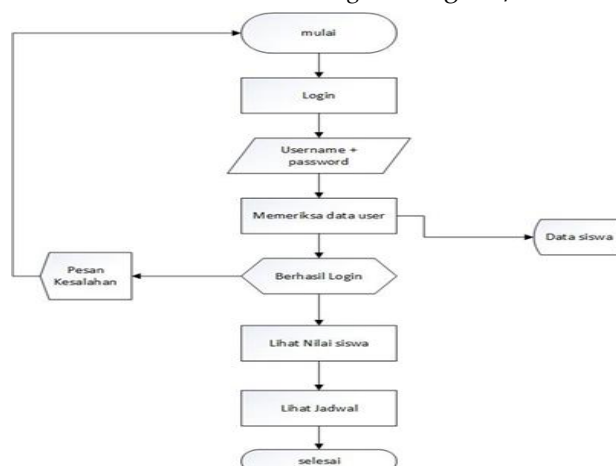 mulai
Login
Username +
password
Memeriksa data user
Data siswa
Pesan
Kesalahan
Berhasil Login
Lihat Nilai siswa
Lihat Jadwal
selesai